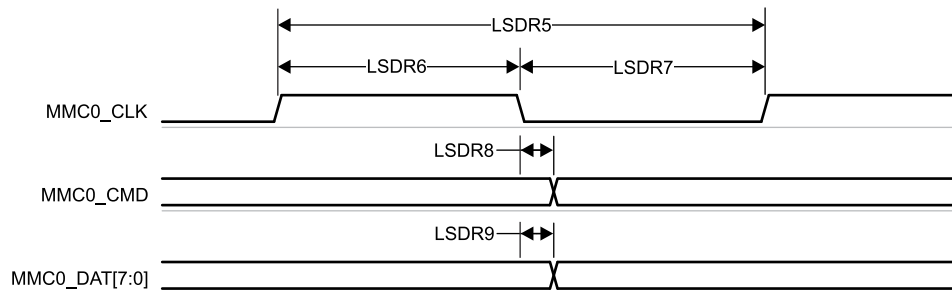 LSDR5
LSDR6
LSDR7
MMC0_CLK
LSDR8
MMC0_CMD
LSDR9
MMC0_DAT[7:0]